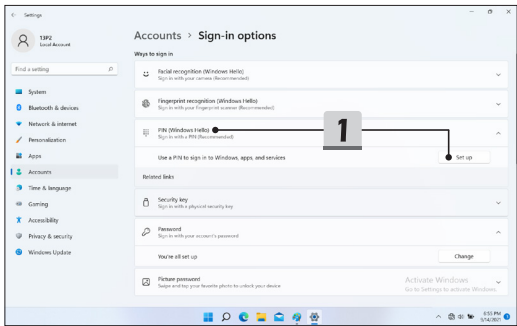 Settings
13P2
Local Account
Find a setting
System
Bluetooth & devices
Network & internet
Personalization
Apps
Accounts
Time & language
Gaming
Accessibility
Privacy & security
Windows Update
Accounts > Sign-in options
Ways to sign in
Facial recognition (Windows Hello)
Sign in with your camera (Recommended)
Fingerprint recognition (Windows Hello)
Sign in with your fingerprint scanner (Recommended)
PIN (Windows Hello)
Sign in with a PIN (Recommended)
1
Use a PIN to sign in to Windows, apps, and services
Set up
Related links
Security key
Sign in with a physical security key
Password
Sign in with your account's password
You're all set up
Change
Picture password
Swipe and tap your favorite photo to unlock your device
Activate Windows
Go to Settings to activate Windows.
6:55 PM
9/14/2021